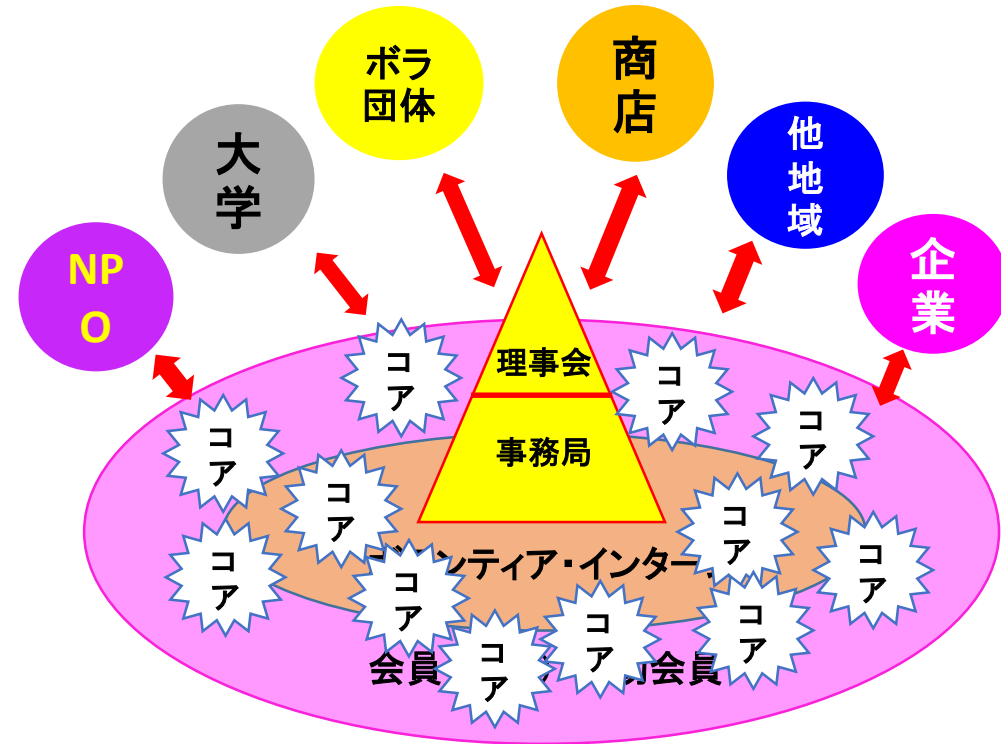 ボラ
団体
商
店
大
学
他
地
域
NP
O
企
業
理事会
コ
ア
コ
ア
コ
ア
コ
ア
事務局
コ
ア
コ
ア
ンティア・インター
コ
ア
コ
ア
コ
ア
コ
ア
コ
ア
コ
ア
会員 会員